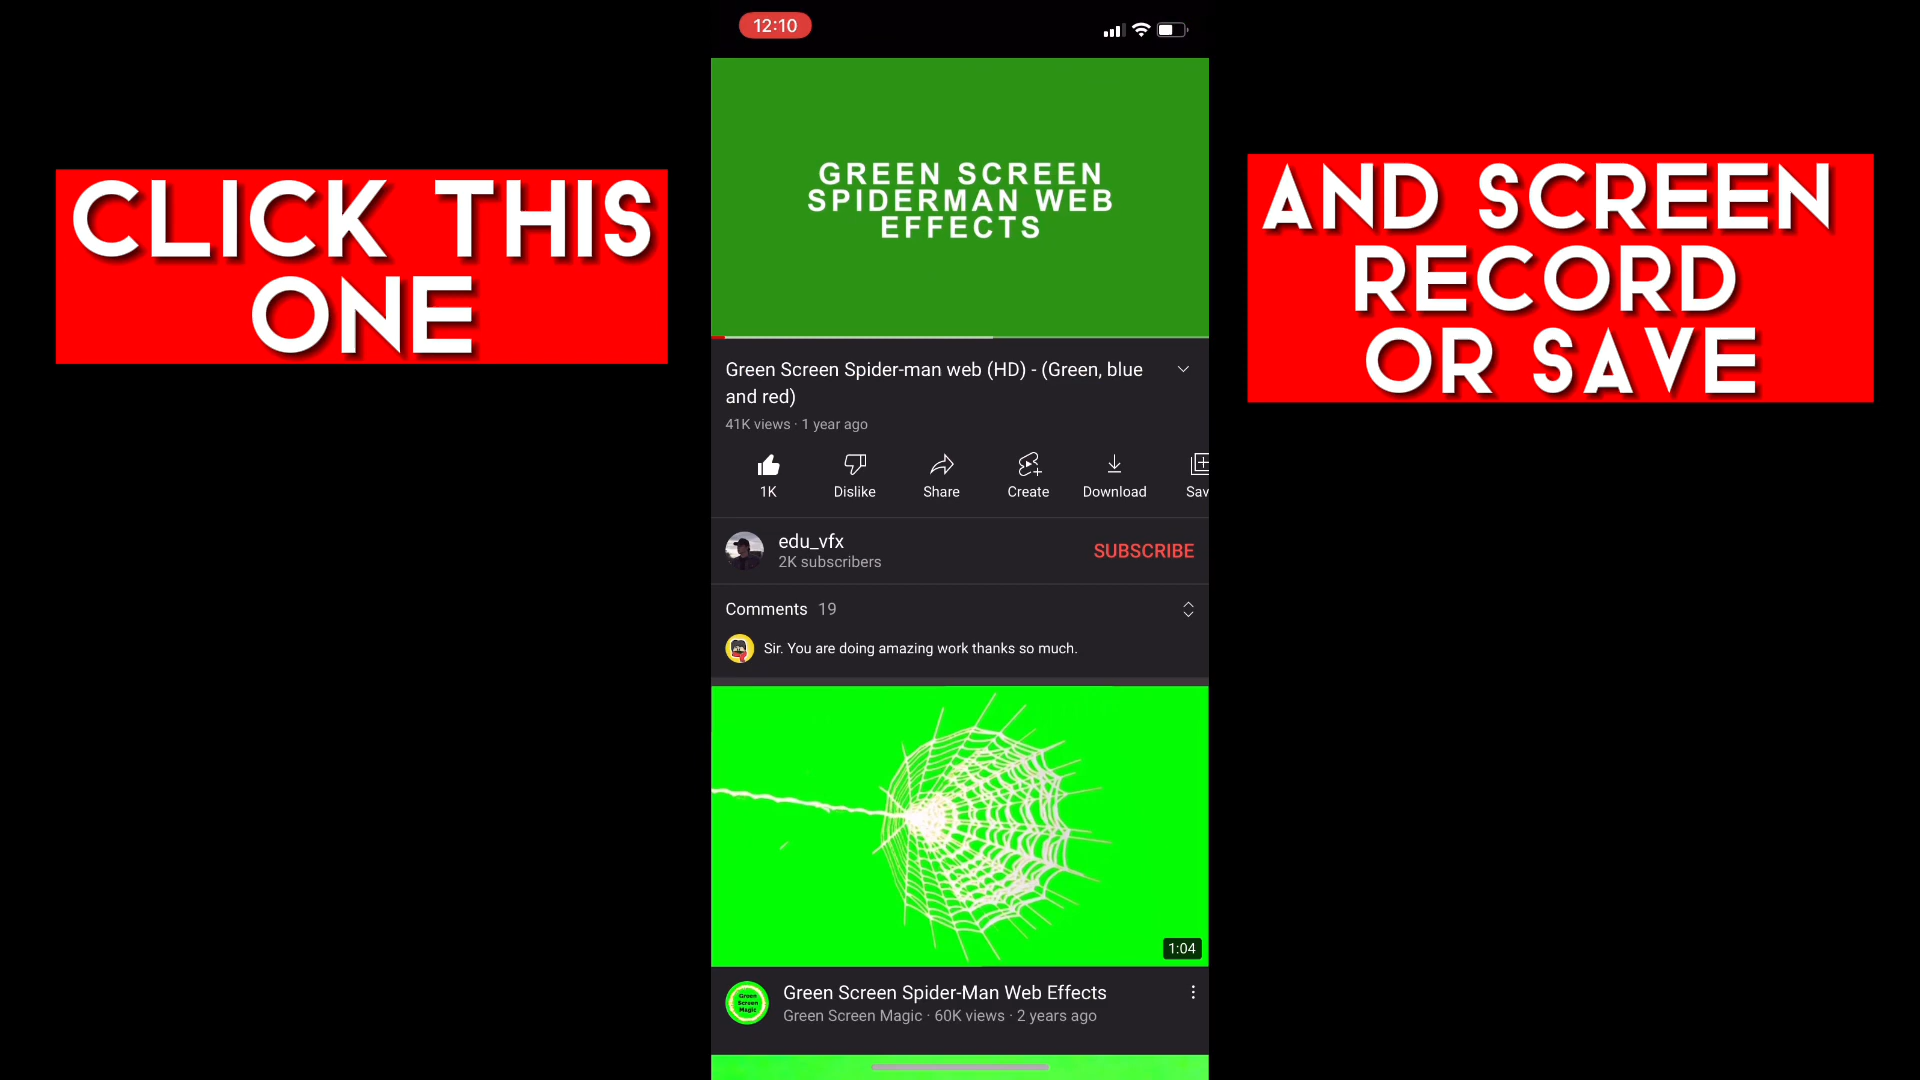 12:10
CLICK THIS
ONE
GREEN SCREEN
SPIDERMAN WEB
EFFECTS
AND SCREEN
RECORD
OR SAVE
Green Screen Spider-man web (HD) - (Green, blue
and red)
41K views · 1 year ago
1K
Dislike
Share
Create
Download
Sav
edu_vfx
2K subscribers
SUBSCRIBE
Comments 19
Sir. You are doing amazing work thanks so much.
1:04
Green
Screen
Magic
Green Screen Spider-Man Web Effects
Green Screen Magic · 60K views · 2 years ago